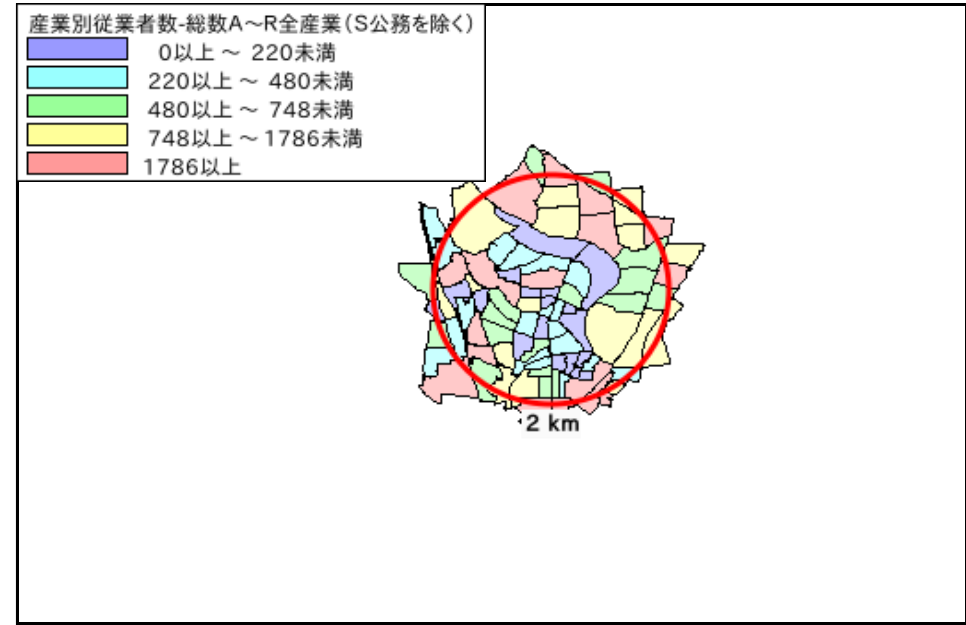 産業別従業者数-総数A～R全産業（S公務を除く）
0以上 ～ 220未満
220以上 ～ 480未満
480以上 ～ 748未満
748以上 ～ 1786未満
1786以上
2 km